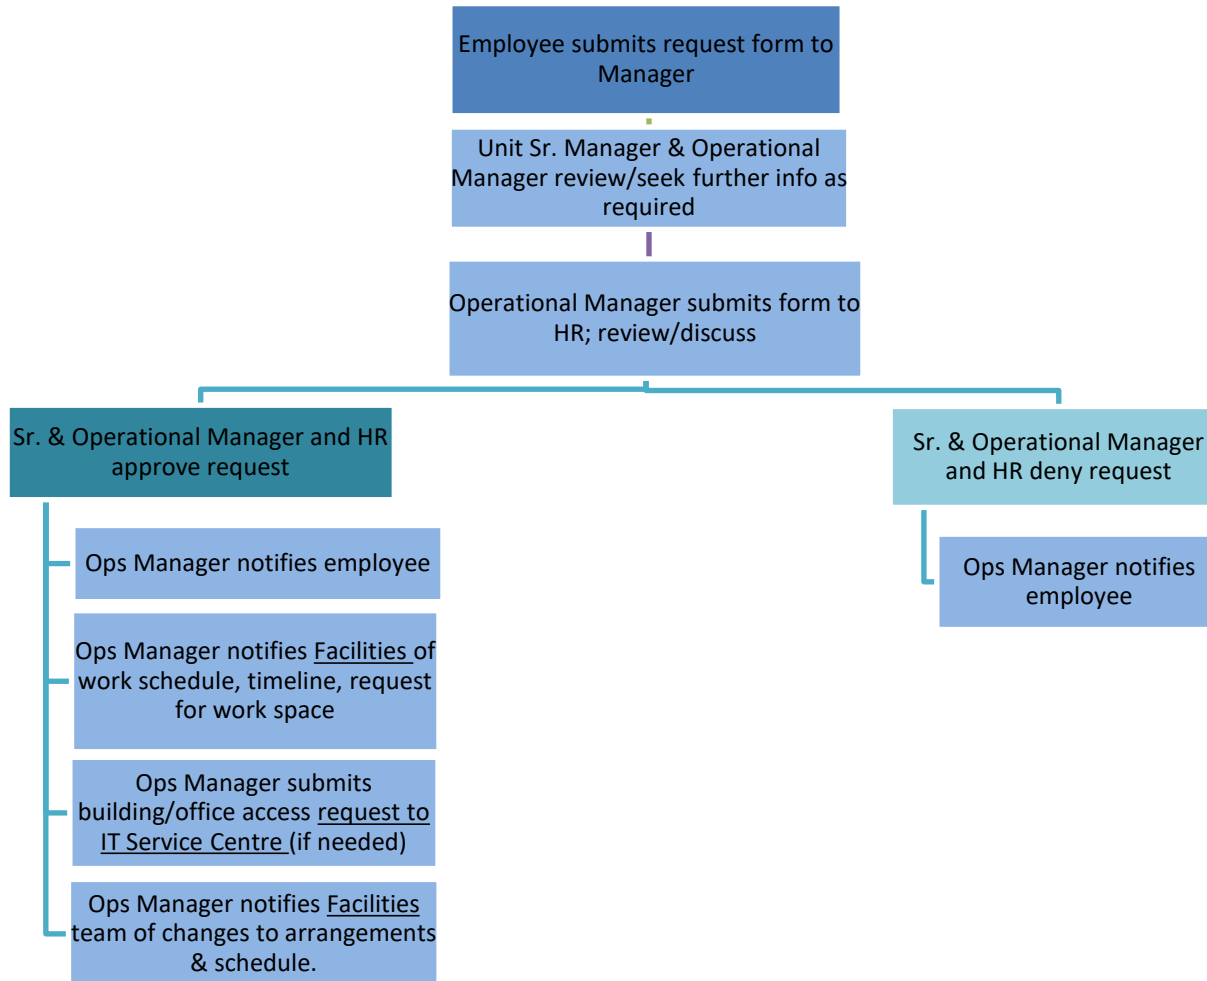 Employee submits request form to
Manager
Unit Sr. Manager & Operational
Manager review/seek further info as
required
Operational Manager submits form to
HR; review/discuss
Sr. & Operational Manager and HR
approve request
Ops Manager notifies employee
Ops Manager notifies Facilities of
work schedule, timeline, request
for work space
Ops Manager submits
building/office access request to
IT Service Centre (if needed)
Ops Manager notifies Facilities
team of changes to arrangements
& schedule.
Sr. & Operational Manager
and HR deny request
Ops Manager notifies
employee